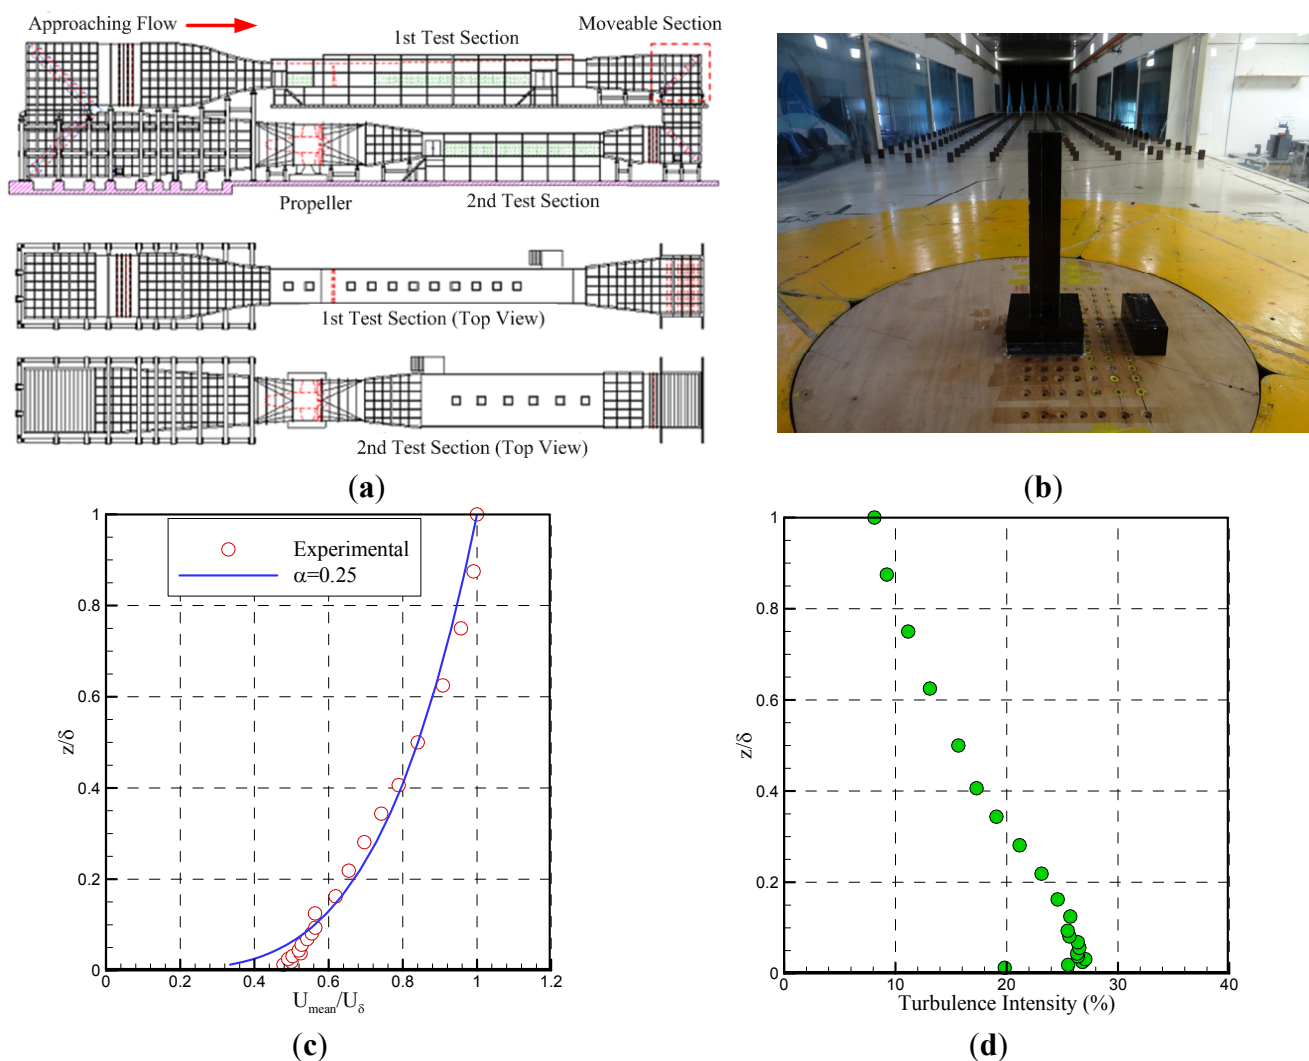 Approaching Flow
Moveable Section
1st Test Section
Propeller
2nd Test Section
1st Test Section (Top View)
2nd Test Section (Top View)
(a)
(b)
1
0.8
0.6
0.4
0.2
0
z/δ
Experimental
α=0.25
0 0.2 0.4 0.6 0.8 1 1.2
Umean/Uδ
(c)
1
0.8
0.6
0.4
0.2
0
z/δ
0 10 20 30 40
Turbulence Intensity (%)
(d)